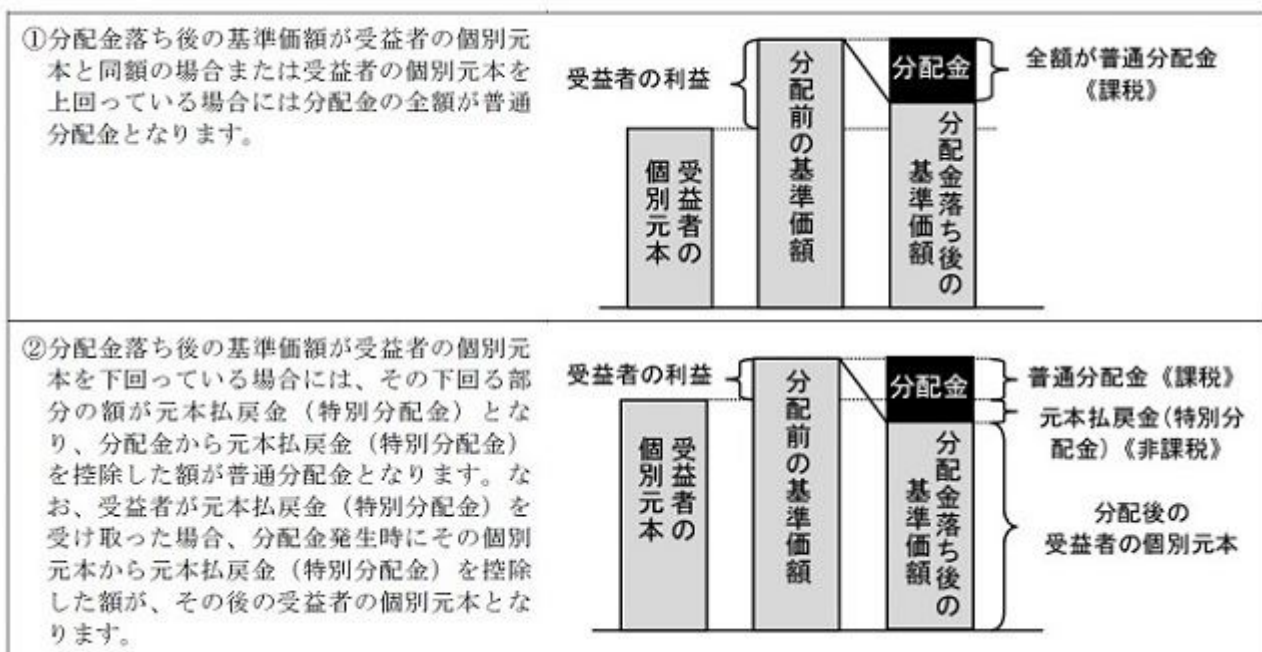 ①分配金落ち後の基準価額が受益者の個別元
本と同額の場合または受益者の個別元本を
上回っている場合には分配金の全額が普通
分配金となります。
受益者の利益
受益者の
個別元本
分配前の基準価額
分配金
分配金落ち後の
基準価額
全額が普通分配金
《課税》
②分配金落ち後の基準価額が受益者の個別元
本を下回っている場合には、その下回る部
分の額が元本払戻金（特別分配金）とな
り、分配金から元本払戻金（特別分配金）
を控除した額が普通分配金となります。な
お、受益者が元本払戻金（特別分配金）を
受け取った場合、分配金発生時にその個別
元本から元本払戻金（特別分配金）を控除
した額が、その後の受益者の個別元本とな
ります。
受益者の利益
受益者の
個別元本
分配前の基準価額
分配金
分配金落ち後の
基準価額
普通分配金《課税》
元本払戻金(特別分
配金)《非課税》
分配後の
受益者の個別元本